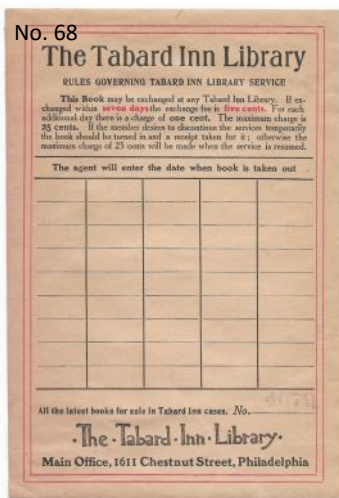 No. 68
The Tabard Inn Library
RULES GOVERNING TABARD INN LIBRARY SERVICE
This Book may be exchanged at any Tabard Inn Library. If ex-
changed within seven days the exchange fee is five cents. For each
additional day there is a charge of one cent. The maximum charge is
25 cents. If the member desires to discontinue the services temporarily
the book should be turned in and a receipt taken for it; otherwise the
maximum charge of 25 cents will be made when the service is resumed.
The agent will enter the date when book is taken out
All the latest books for sale in Tabard Inn cases. No.
·The·Tabard·Inn·Library·
Main Office, 1611 Chestnut Street, Philadelphia